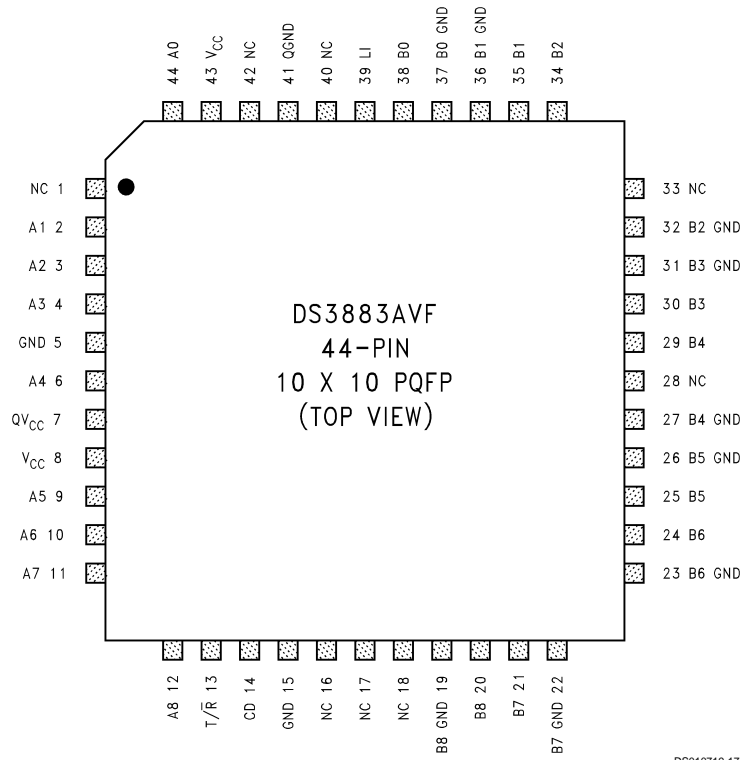 44 A0
43 VCC
42 NC
41 QGND
40 NC
39 LI
38 B0
37 B0 GND
36 B1 GND
35 B1
34 B2
NC 1
A1 2
A2 3
A3 4
GND 5
A4 6
QVCC 7
VCC 8
A5 9
A6 10
A7 11
DS3883AVF
44-PIN
10 X 10 PQFP
(TOP VIEW)
33 NC
32 B2 GND
31 B3 GND
30 B3
29 B4
28 NC
27 B4 GND
26 B5 GND
25 B5
24 B6
23 B6 GND
A8 12
T/R̅ 13
CD 14
GND 15
NC 16
NC 17
NC 18
B8 GND 19
B8 20
B7 21
B7 GND 22